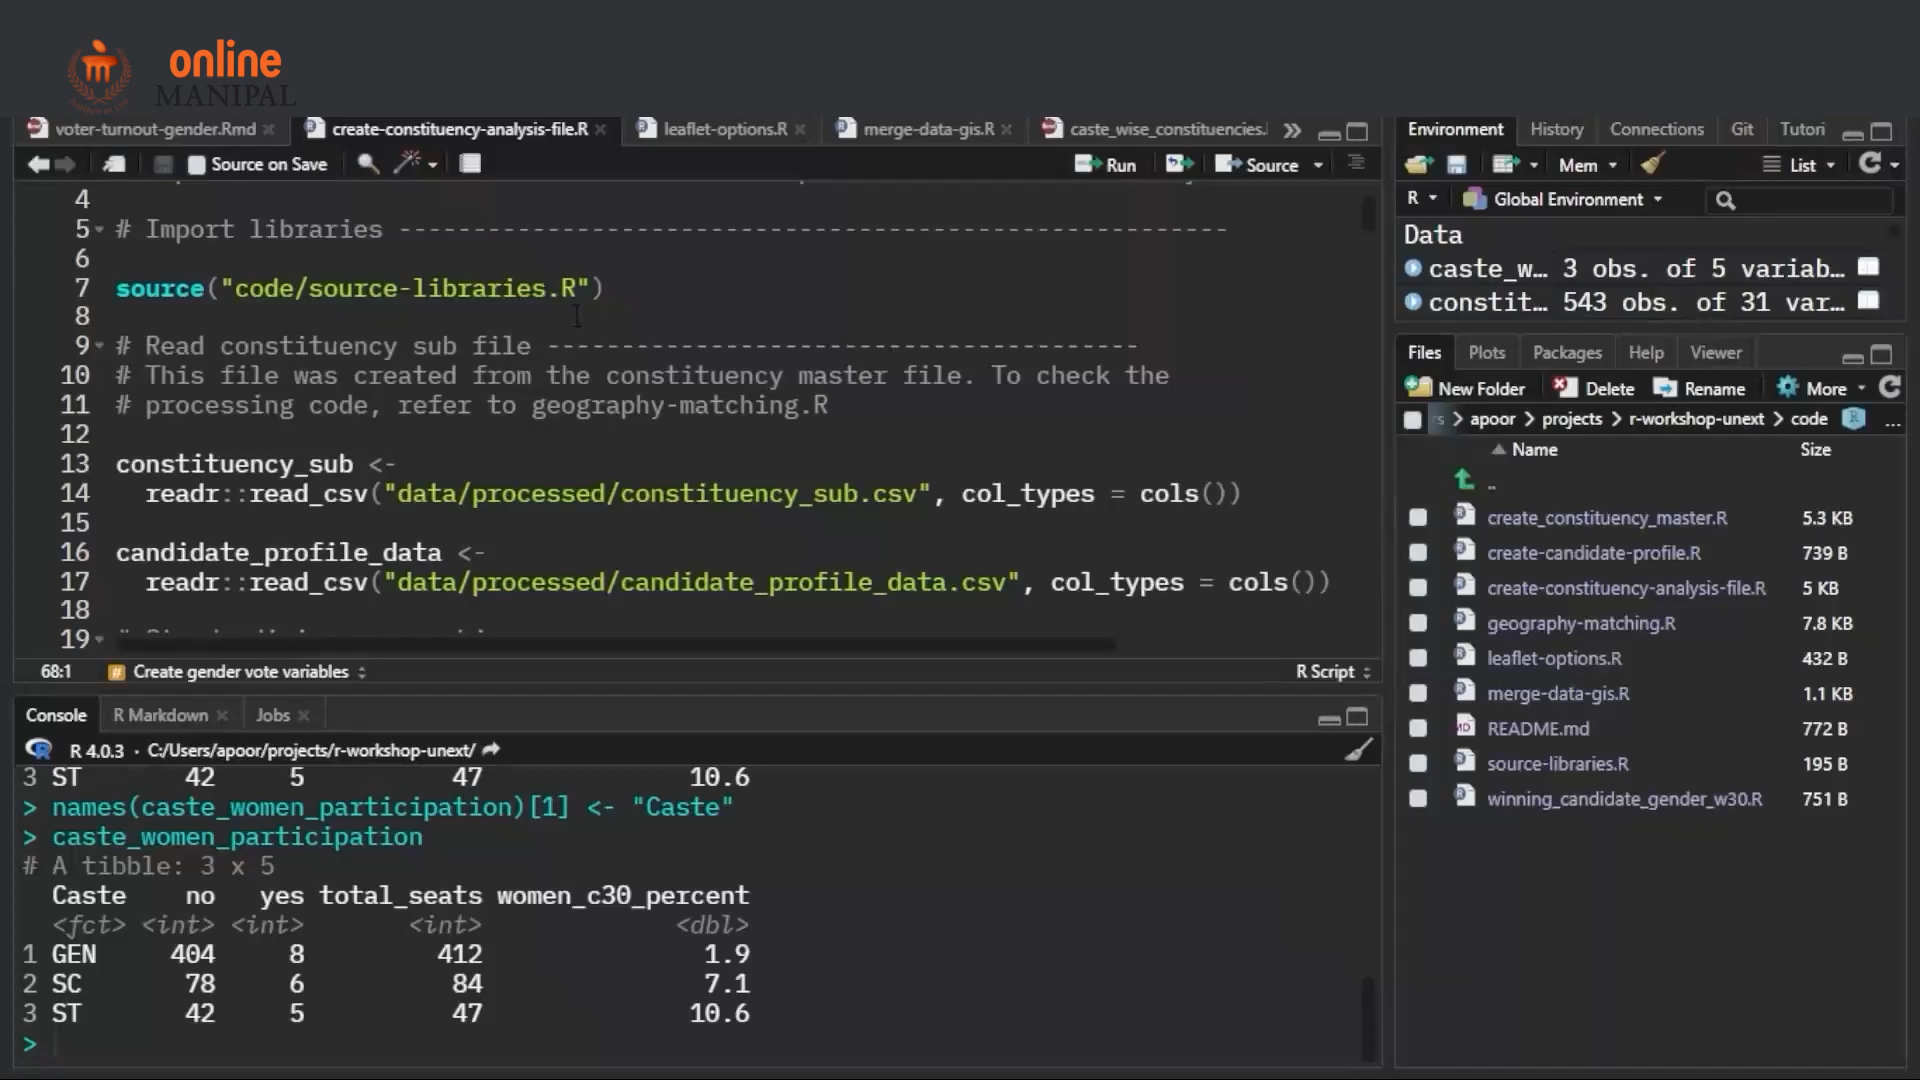 online
MANIPAL
voter-turnout-gender.Rmd
create-constituency-analysis-file.R
leaflet-options.R
merge-data-gis.R
caste_wise_constituencies.
Source on Save
Run
Source
4
5 # Import libraries --------------------------------------------------------
6
7 source("code/source-libraries.R")
8
9 # Read constituency sub file ----------------------------------------
10 # This file was created from the constituency master file. To check the
11 # processing code, refer to geography-matching.R
12
13 constituency_sub <-
14 readr::read_csv("data/processed/constituency_sub.csv", col_types = cols())
15
16 candidate_profile_data <-
17 readr::read_csv("data/processed/candidate_profile_data.csv", col_types = cols())
18
19
68:1 # Create gender vote variables
R Script
Console R Markdown Jobs
R 4.0.3 · C:/Users/apoor/projects/r-workshop-unext/
3 ST 42 5 47 10.6
> names(caste_women_participation)[1] <- "Caste"
> caste_women_participation
# A tibble: 3 x 5
Caste no yes total_seats women_c30_percent
<fct> <int> <int> <int> <dbl>
1 GEN 404 8 412 1.9
2 SC 78 6 84 7.1
3 ST 42 5 47 10.6
>
Environment History Connections Git Tutori
Mem List
R Global Environment
Data
caste_w… 3 obs. of 5 variab…
constit… 543 obs. of 31 var…
Files Plots Packages Help Viewer
New Folder Delete Rename More
rs > apoor > projects > r-workshop-unext > code ...
Name Size
..
create_constituency_master.R 5.3 KB
create-candidate-profile.R 739 B
create-constituency-analysis-file.R 5 KB
geography-matching.R 7.8 KB
leaflet-options.R 432 B
merge-data-gis.R 1.1 KB
README.md 772 B
source-libraries.R 195 B
winning_candidate_gender_w30.R 751 B